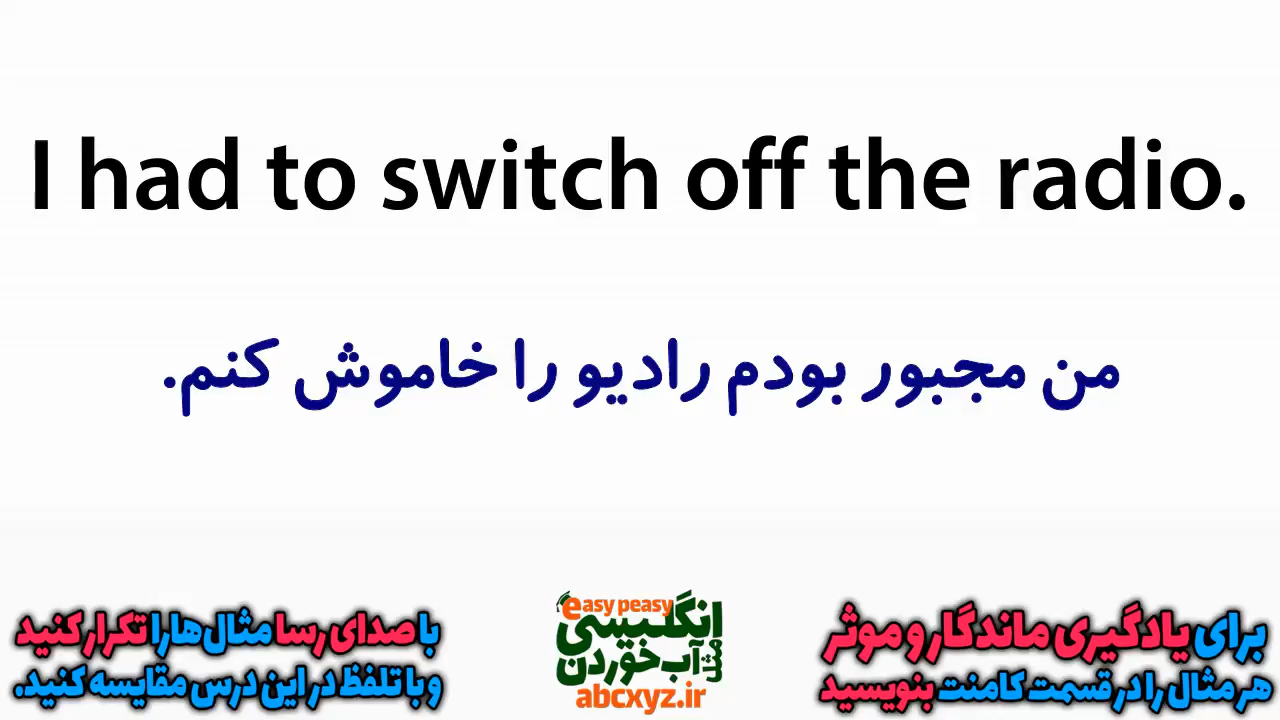 I had to switch off the radio.
من مجبور بودم رادیو را خاموش کنم.
برای یادگیری ماندگار و موثر
هر مثال را در قسمت کامنت بنویسید
easy peasy
انگلیسی
مثل آب خوردن
abcxyz.ir
با صدای رسا مثال‌ها را تکرار کنید
و با تلفظ در این درس مقایسه کنید.